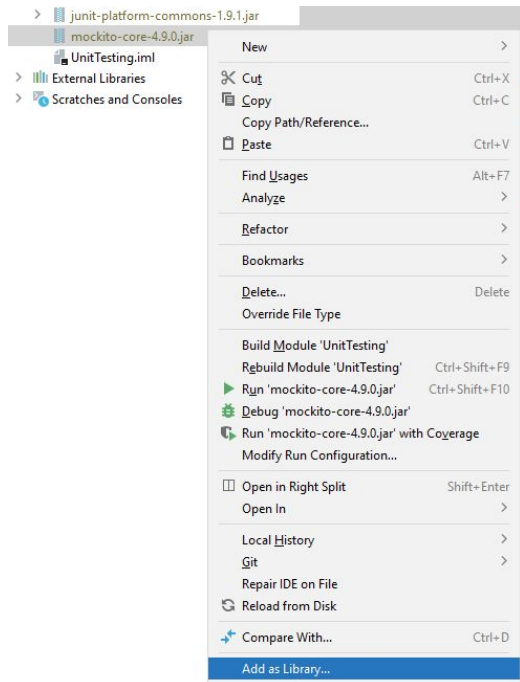 junit-platform-commons-1.9.1.jar
mockito-core-4.9.0.jar
UnitTesting.iml
External Libraries
Scratches and Consoles
New
Cut Ctrl+X
Copy Ctrl+C
Copy Path/Reference...
Paste Ctrl+V
Find Usages Alt+F7
Analyze
Refactor
Bookmarks
Delete... Delete
Override File Type
Build Module 'UnitTesting'
Rebuild Module 'UnitTesting' Ctrl+Shift+F9
Run 'mockito-core-4.9.0.jar' Ctrl+Shift+F10
Debug 'mockito-core-4.9.0.jar'
Run 'mockito-core-4.9.0.jar' with Coverage
Modify Run Configuration...
Open in Right Split Shift+Enter
Open In
Local History
Git
Repair IDE on File
Reload from Disk
Compare With... Ctrl+D
Add as Library...